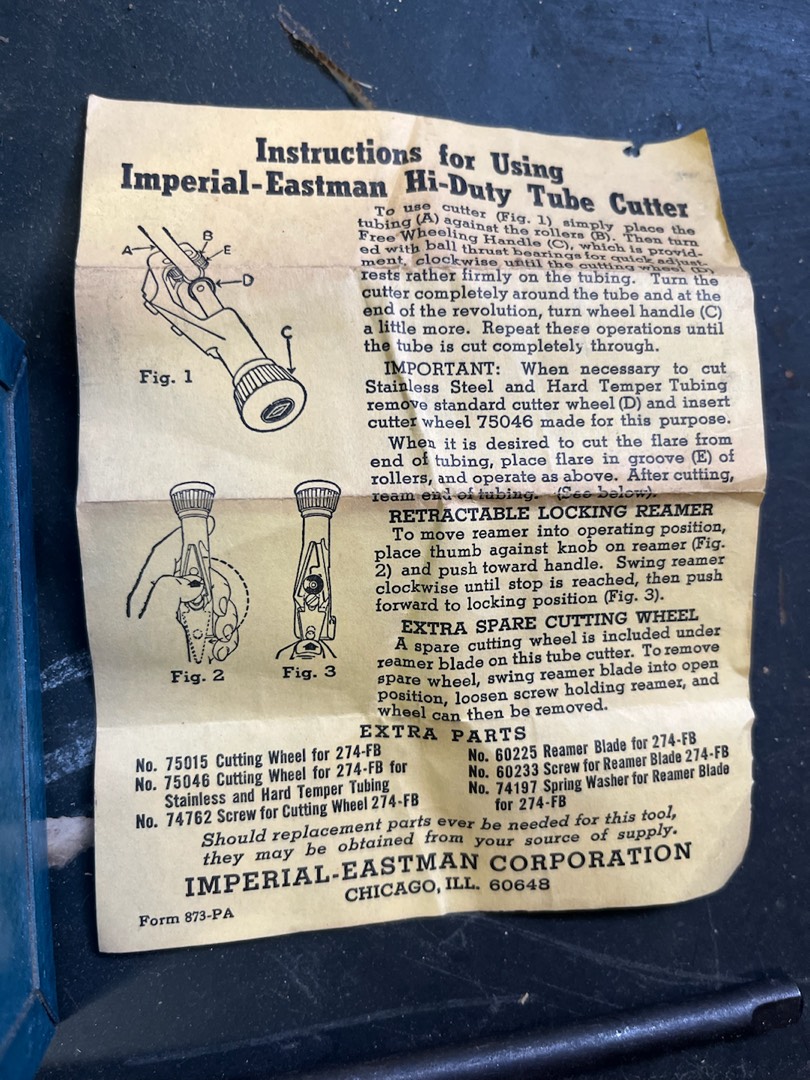 Instructions for Using
Imperial-Eastman Hi-Duty Tube Cutter
To use cutter (Fig. 1) simply place the
tubing (A) against the rollers (B). Then turn
Free Wheeling Handle (C), which is provid-
ed with ball thrust bearings for quick adjust-
ment, clockwise until the cutting wheel (D)
rests rather firmly on the tubing. Turn the
cutter completely around the tube and at the
end of the revolution, turn wheel handle (C)
a little more. Repeat these operations until
the tube is cut completely through.
A
B
E
D
C
Fig. 1
IMPORTANT: When necessary to cut
Stainless Steel and Hard Temper Tubing
remove standard cutter wheel (D) and insert
cutter wheel 75046 made for this purpose.
When it is desired to cut the flare from
end of tubing, place flare in groove (E) of
rollers, and operate as above. After cutting,
ream end of tubing. (See below).
RETRACTABLE LOCKING REAMER
To move reamer into operating position,
place thumb against knob on reamer (Fig.
2) and push toward handle. Swing reamer
clockwise until stop is reached, then push
forward to locking position (Fig. 3).
EXTRA SPARE CUTTING WHEEL
A spare cutting wheel is included under
reamer blade on this tube cutter. To remove
spare wheel, swing reamer blade into open
position, loosen screw holding reamer, and
wheel can then be removed.
Fig. 2
Fig. 3
EXTRA PARTS
No. 75015 Cutting Wheel for 274-FB
No. 75046 Cutting Wheel for 274-FB for
Stainless and Hard Temper Tubing
No. 74762 Screw for Cutting Wheel 274-FB
No. 60225 Reamer Blade for 274-FB
No. 60233 Screw for Reamer Blade 274-FB
No. 74197 Spring Washer for Reamer Blade
for 274-FB
Should replacement parts ever be needed for this tool,
they may be obtained from your source of supply.
IMPERIAL-EASTMAN CORPORATION
CHICAGO, ILL. 60648
Form 873-PA